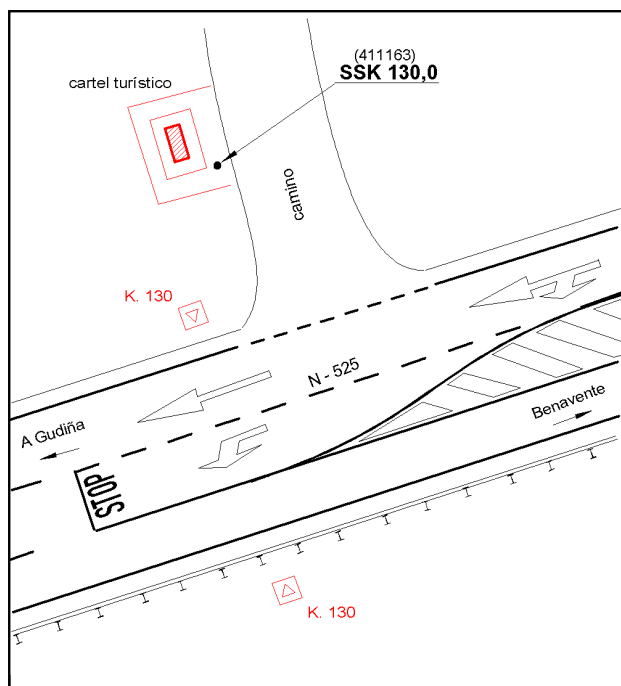 (411163)
SSK 130,0
cartel turístico
camino
K. 130
N - 525
A Gudiña
Benavente
STOP
K. 130